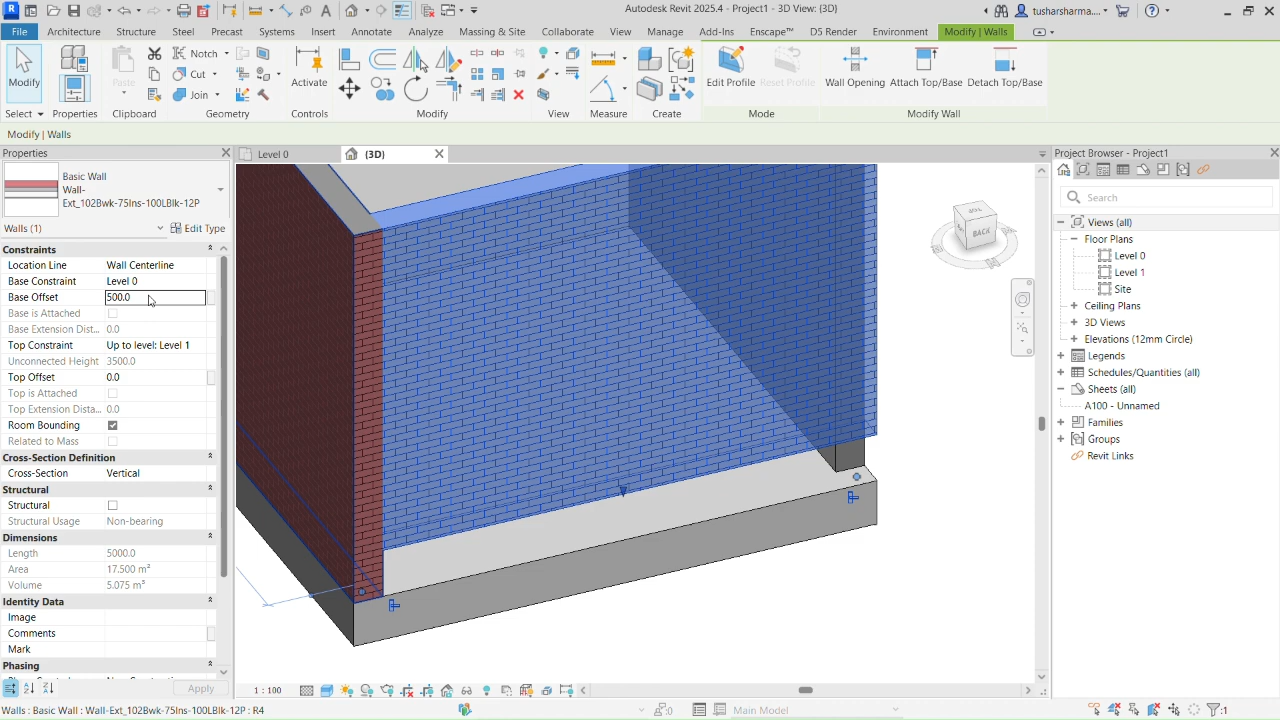 Autodesk Revit 2025.4 - Project1 - 3D View: {3D}
tusharsharma....
File Architecture Structure Steel Precast Systems Insert Annotate Analyze Massing & Site Collaborate View Manage Add-Ins Enscape™ D5 Render Environment Modify | Walls
Modify
Paste
Notch
Cut
Join
Activate
Edit Profile
Reset Profile
Wall Opening
Attach Top/Base
Detach Top/Base
Select Properties Clipboard Geometry Controls Modify View Measure Create Mode Modify Wall
Modify | Walls
Properties
Level 0
{3D}
Project Browser - Project1
Basic Wall
Wall-
Ext_102Bwk-75Ins-100LBlk-12P
Walls (1)
Edit Type
Constraints
Location Line Wall Centerline
Base Constraint Level 0
Base Offset 500.0
Base is Attached
Base Extension Dist... 0.0
Top Constraint Up to level: Level 1
Unconnected Height 3500.0
Top Offset 0.0
Top is Attached
Top Extension Dista... 0.0
Room Bounding
Related to Mass
Cross-Section Definition
Cross-Section Vertical
Structural
Structural
Structural Usage Non-bearing
Dimensions
Length 5000.0
Area 17.500 m²
Volume 5.075 m³
Identity Data
Image
Comments
Mark
Phasing
Apply
TOP
BACK
Search
Views (all)
Floor Plans
Level 0
Level 1
Site
Ceiling Plans
3D Views
Elevations (12mm Circle)
Legends
Schedules/Quantities (all)
Sheets (all)
A100 - Unnamed
Families
Groups
Revit Links
1 : 100
Walls : Basic Wall : Wall-Ext_102Bwk-75Ins-100LBlk-12P : R4
:0
Main Model
:1